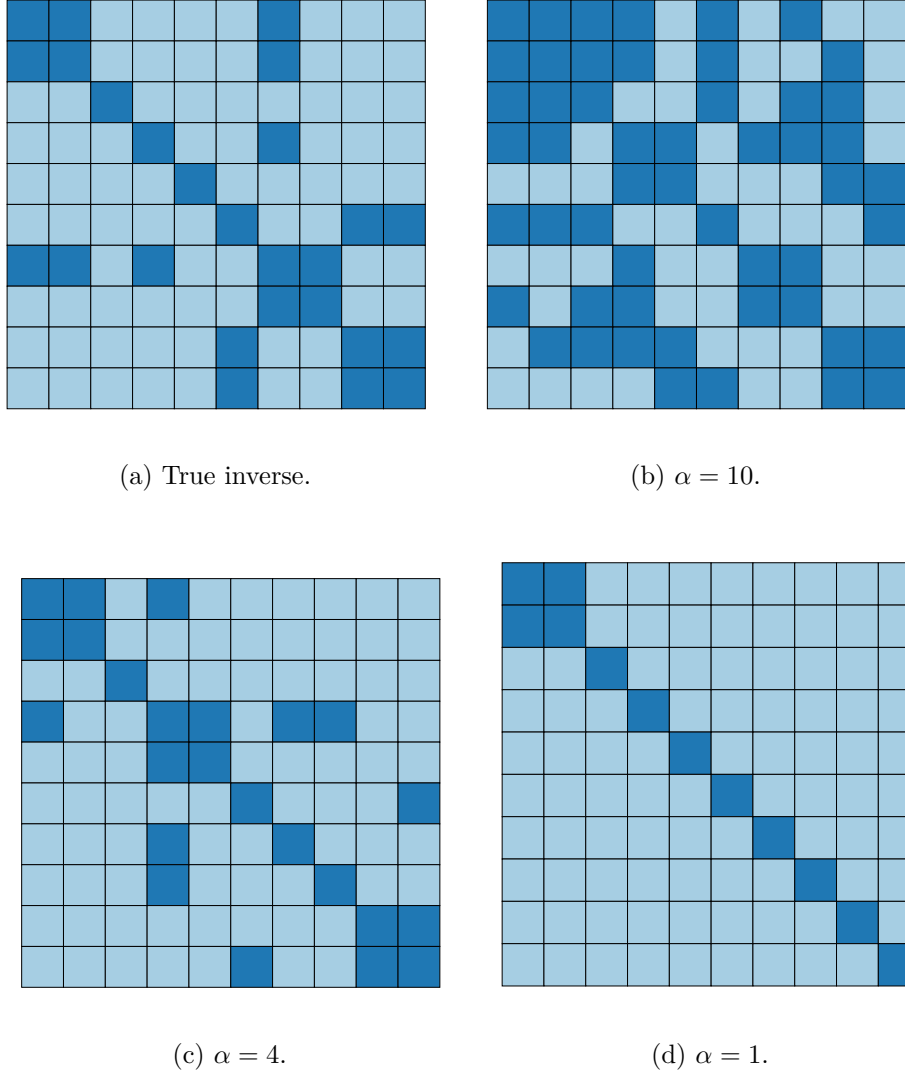 (a) True inverse.
(b) α = 10.
(c) α = 4.
(d) α = 1.